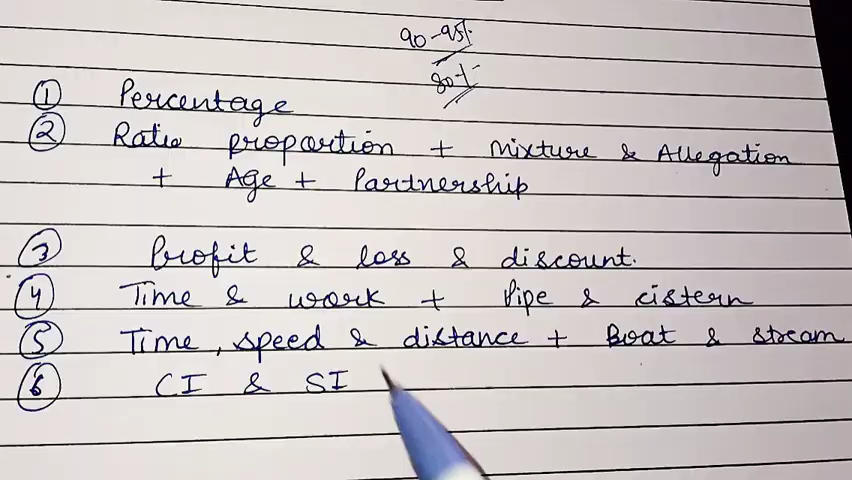 90-95%
80%
① Percentage
② Ratio proportion + Mixture & Allegation
+ Age + Partnership
③ Profit & loss & discount.
④ Time & work + Pipe & cistern
⑤ Time, speed & distance + Boat & stream
⑥ CI & SI